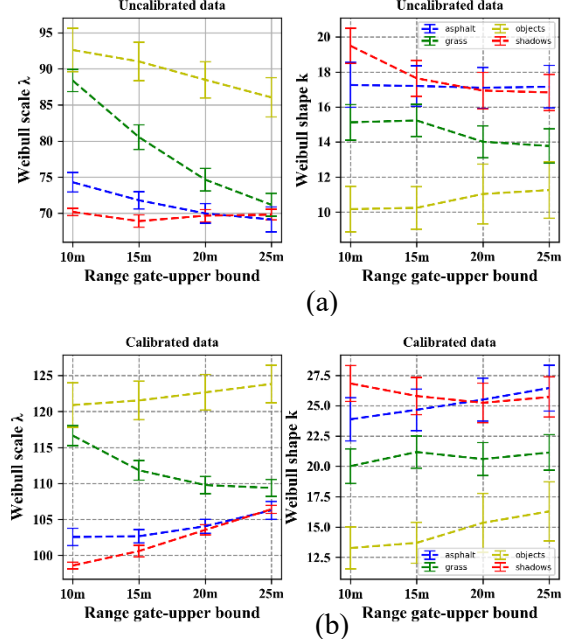 Uncalibrated data
Weibull scale λ
95
90
85
80
75
70
10m 15m 20m 25m
Range gate-upper bound
Uncalibrated data
asphalt objects
grass shadows
Weibull shape k
20
18
16
14
12
10
10m 15m 20m 25m
Range gate-upper bound
(a)
Calibrated data
Weibull scale λ
125
120
115
110
105
100
10m 15m 20m 25m
Range gate-upper bound
Calibrated data
Weibull shape k
27.5
25.0
22.5
20.0
17.5
15.0
12.5
asphalt objects
grass shadows
10m 15m 20m 25m
Range gate-upper bound
(b)